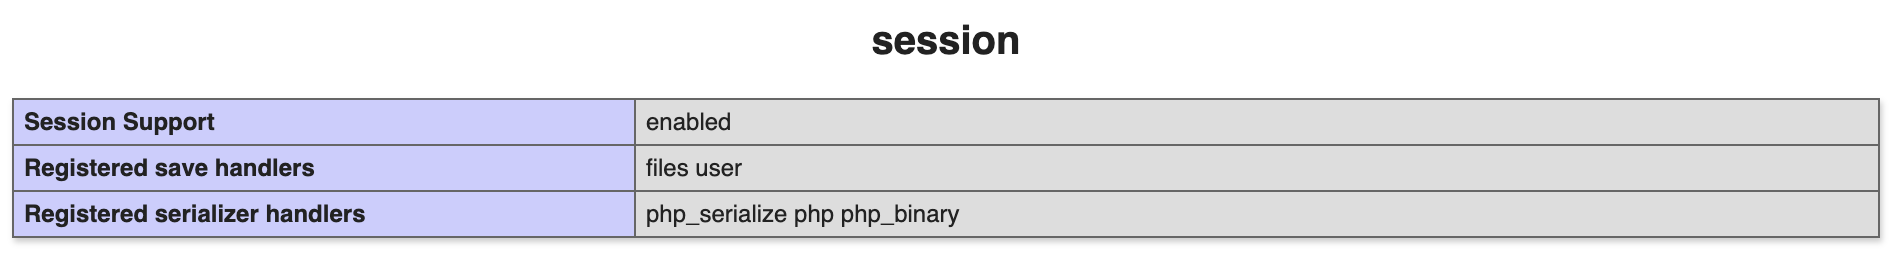 session
Session Support enabled
Registered save handlers files user
Registered serializer handlers php_serialize php php_binary